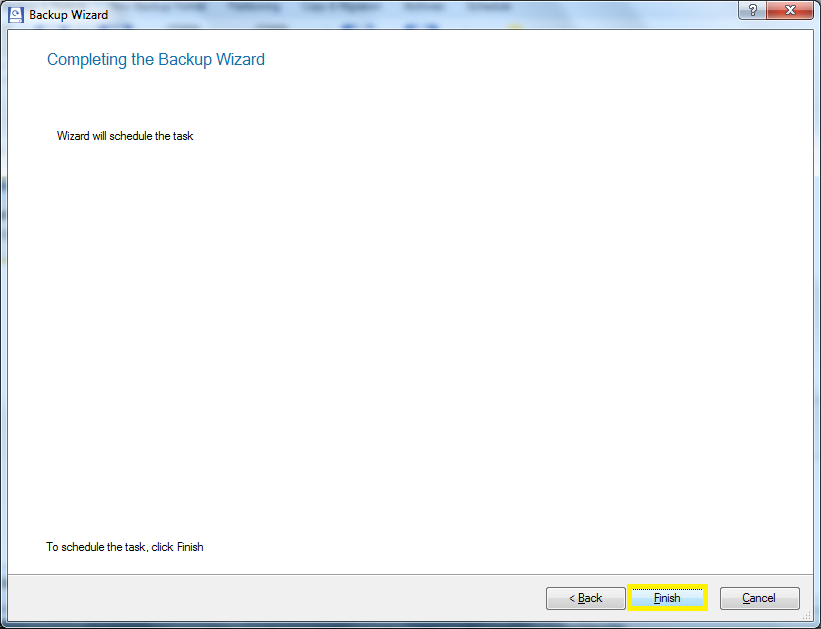 Backup Wizard
Completing the Backup Wizard
Wizard will schedule the task
To schedule the task, click Finish
< Back
Finish
Cancel